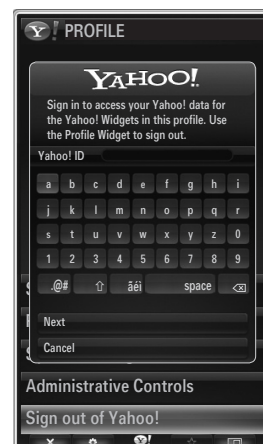 Y! PROFILE
YAHOO!
Sign in to access your Yahoo! data for
the Yahoo! Widgets in this profile. Use
the Profile Widget to sign out.
Yahoo! ID
a b c d e f g h i
j k l m n o p q r
s t u v w x y z 0
1 2 3 4 5 6 7 8 9
.@# ãéì space
Next
Cancel
Administrative Controls
Sign out of Yahoo!
Y!